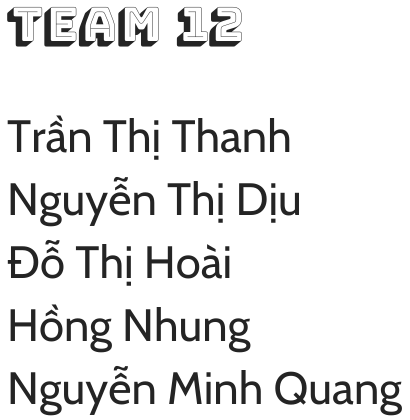 TEAM 12
Trần Thị Thanh
Nguyễn Thị Dịu
Đỗ Thị Hoài
Hồng Nhung
Nguyễn Minh Quang